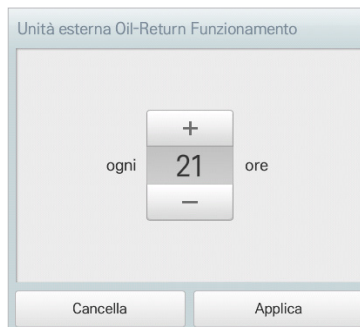 Unità esterna Oil-Return Funzionamento
+
ogni 21 ore
—
Cancella Applica